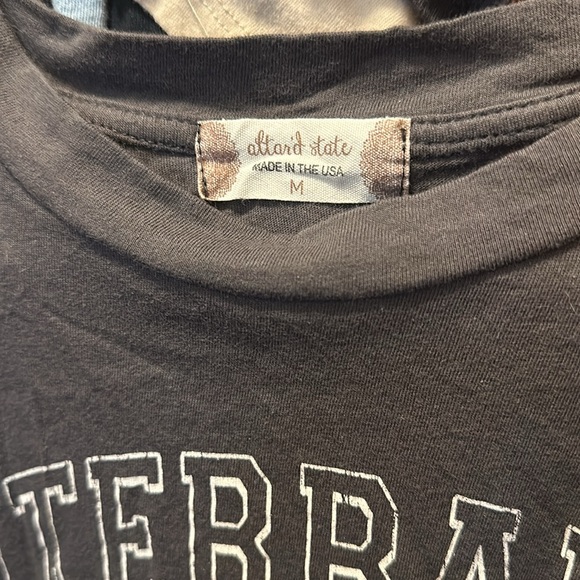 altar'd state
MADE IN THE USA
M
TERRA